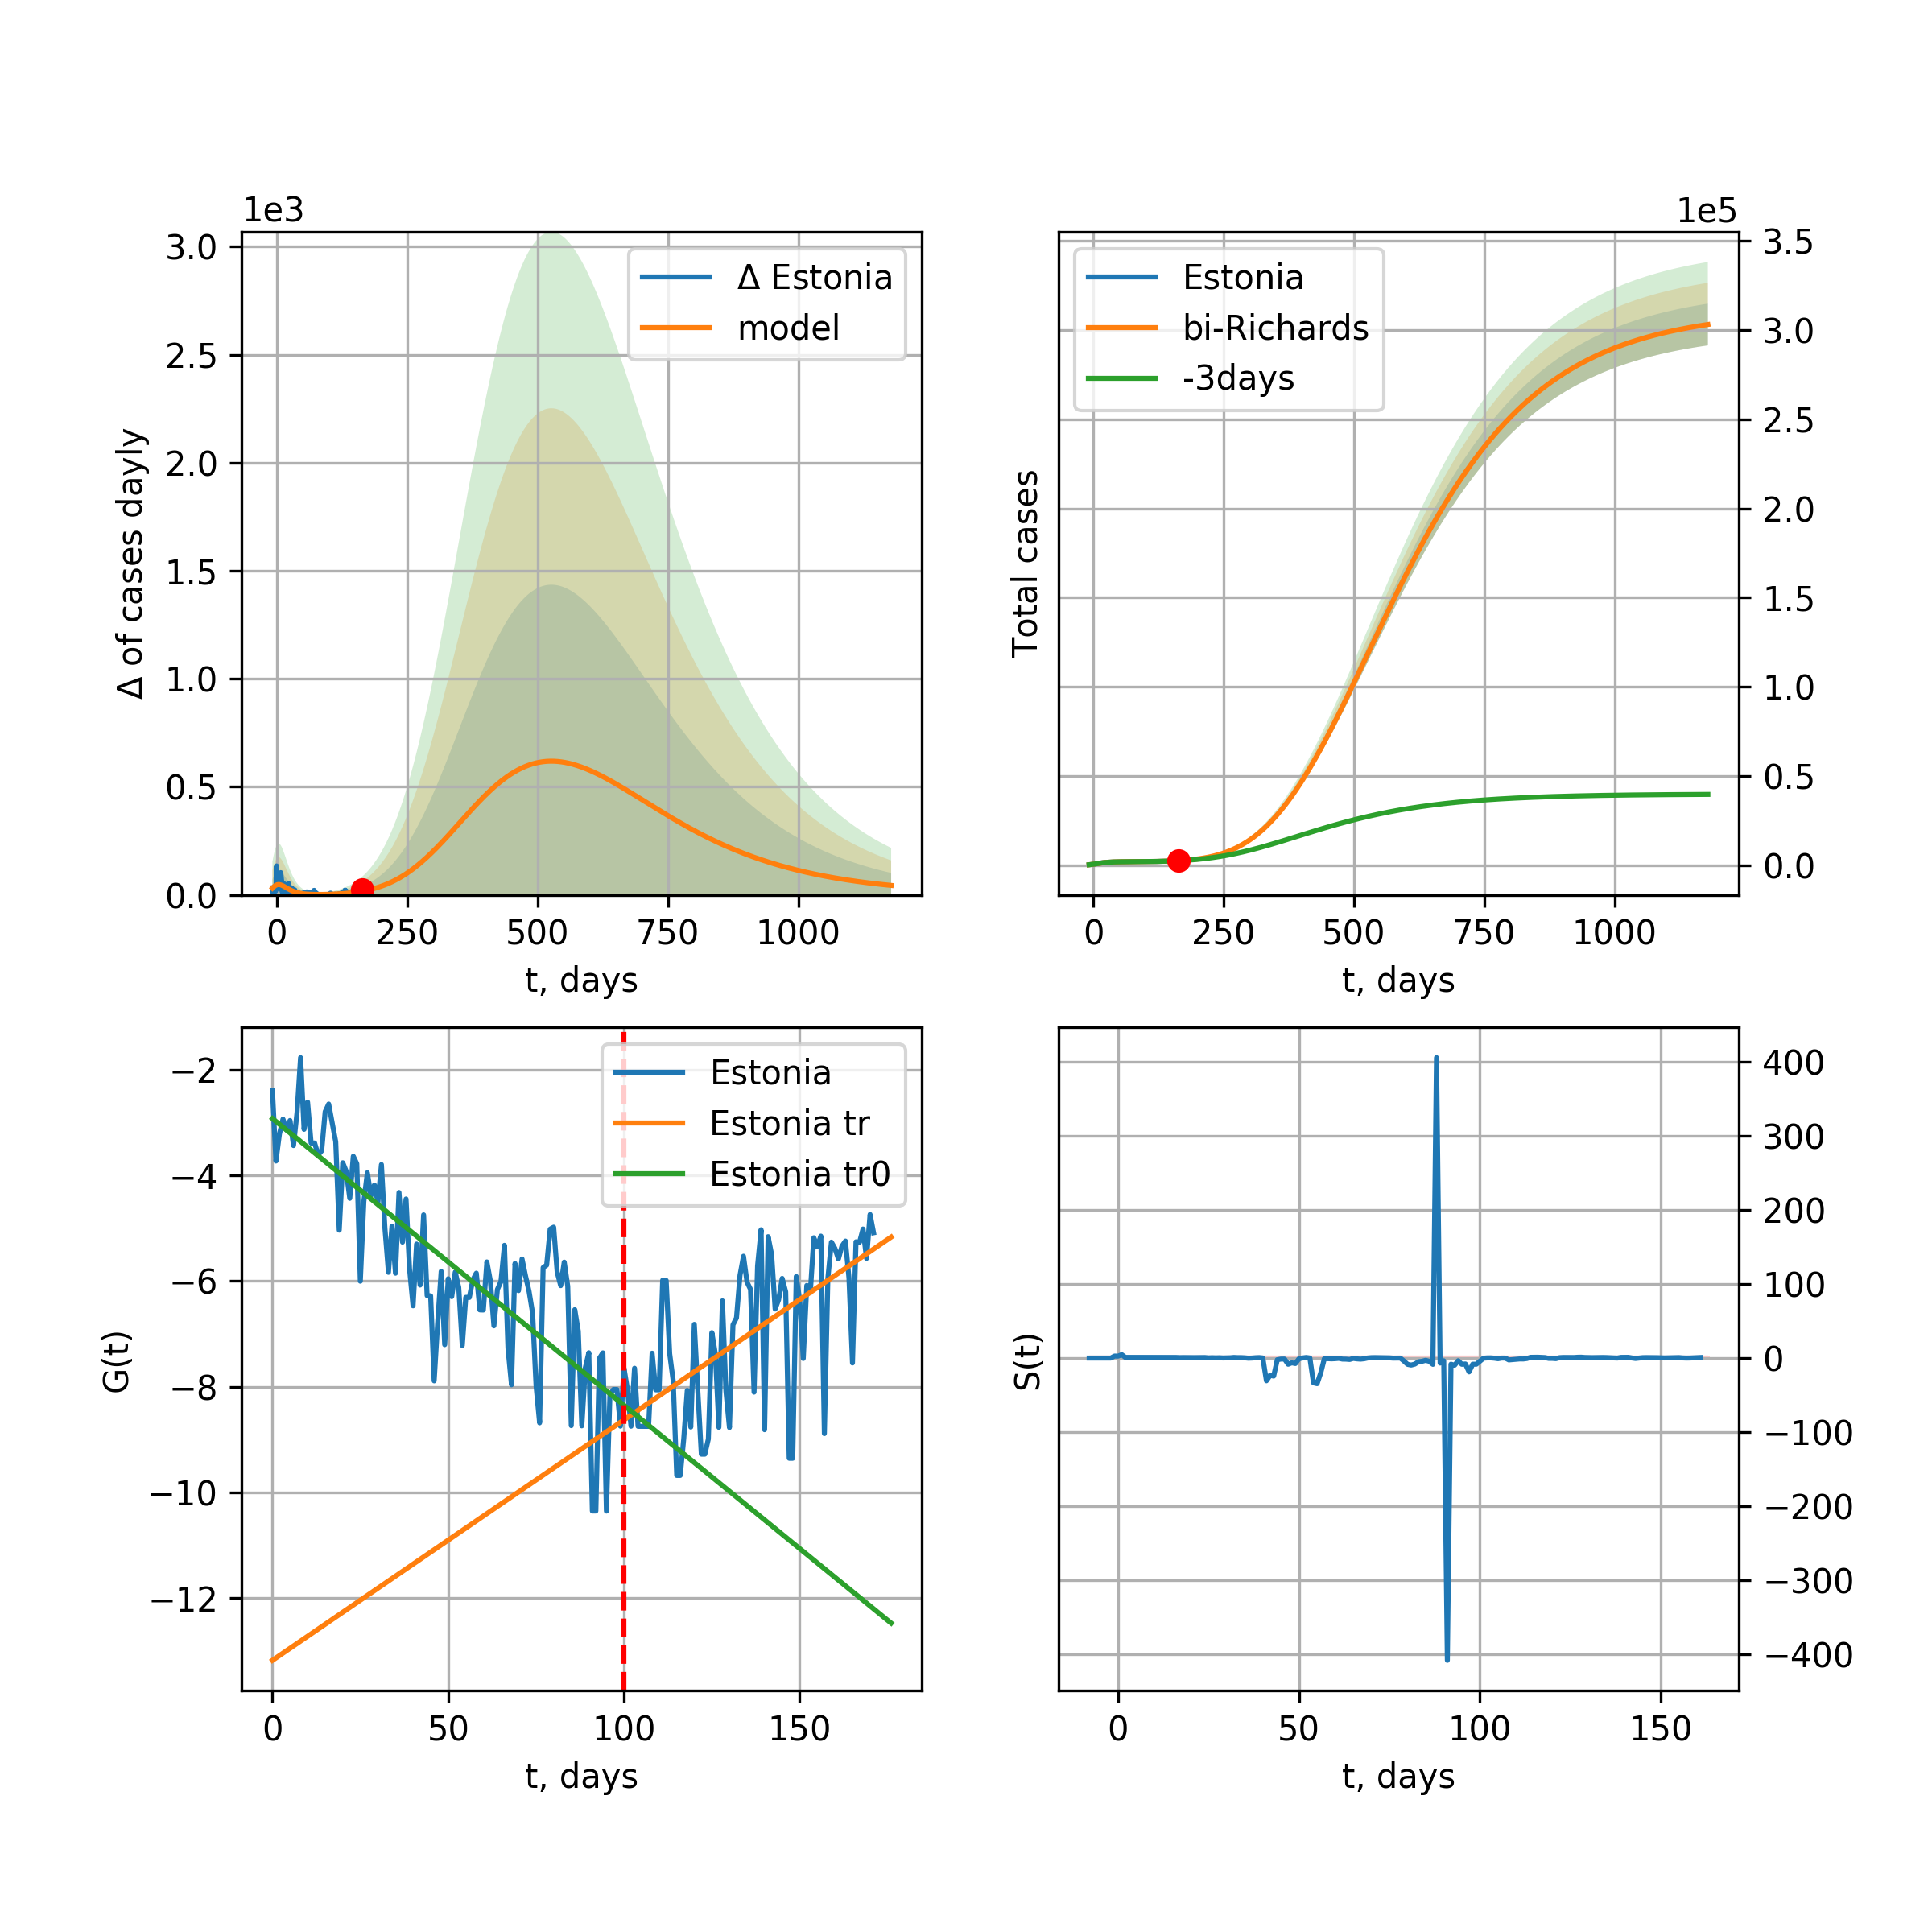 1e3
3.0
2.5
2.0
1.5
1.0
0.5
0.0
Δ of cases dayly
0 250 500 750 1000
t, days
Δ Estonia
model
1e5
3.5
3.0
2.5
2.0
1.5
1.0
0.5
0.0
Total cases
0 250 500 750 1000
t, days
Estonia
bi-Richards
-3days
−2
−4
−6
−8
−10
−12
G(t)
0 50 100 150
t, days
Estonia
Estonia tr
Estonia tr0
400
300
200
100
0
−100
−200
−300
−400
S(t)
0 50 100 150
t, days